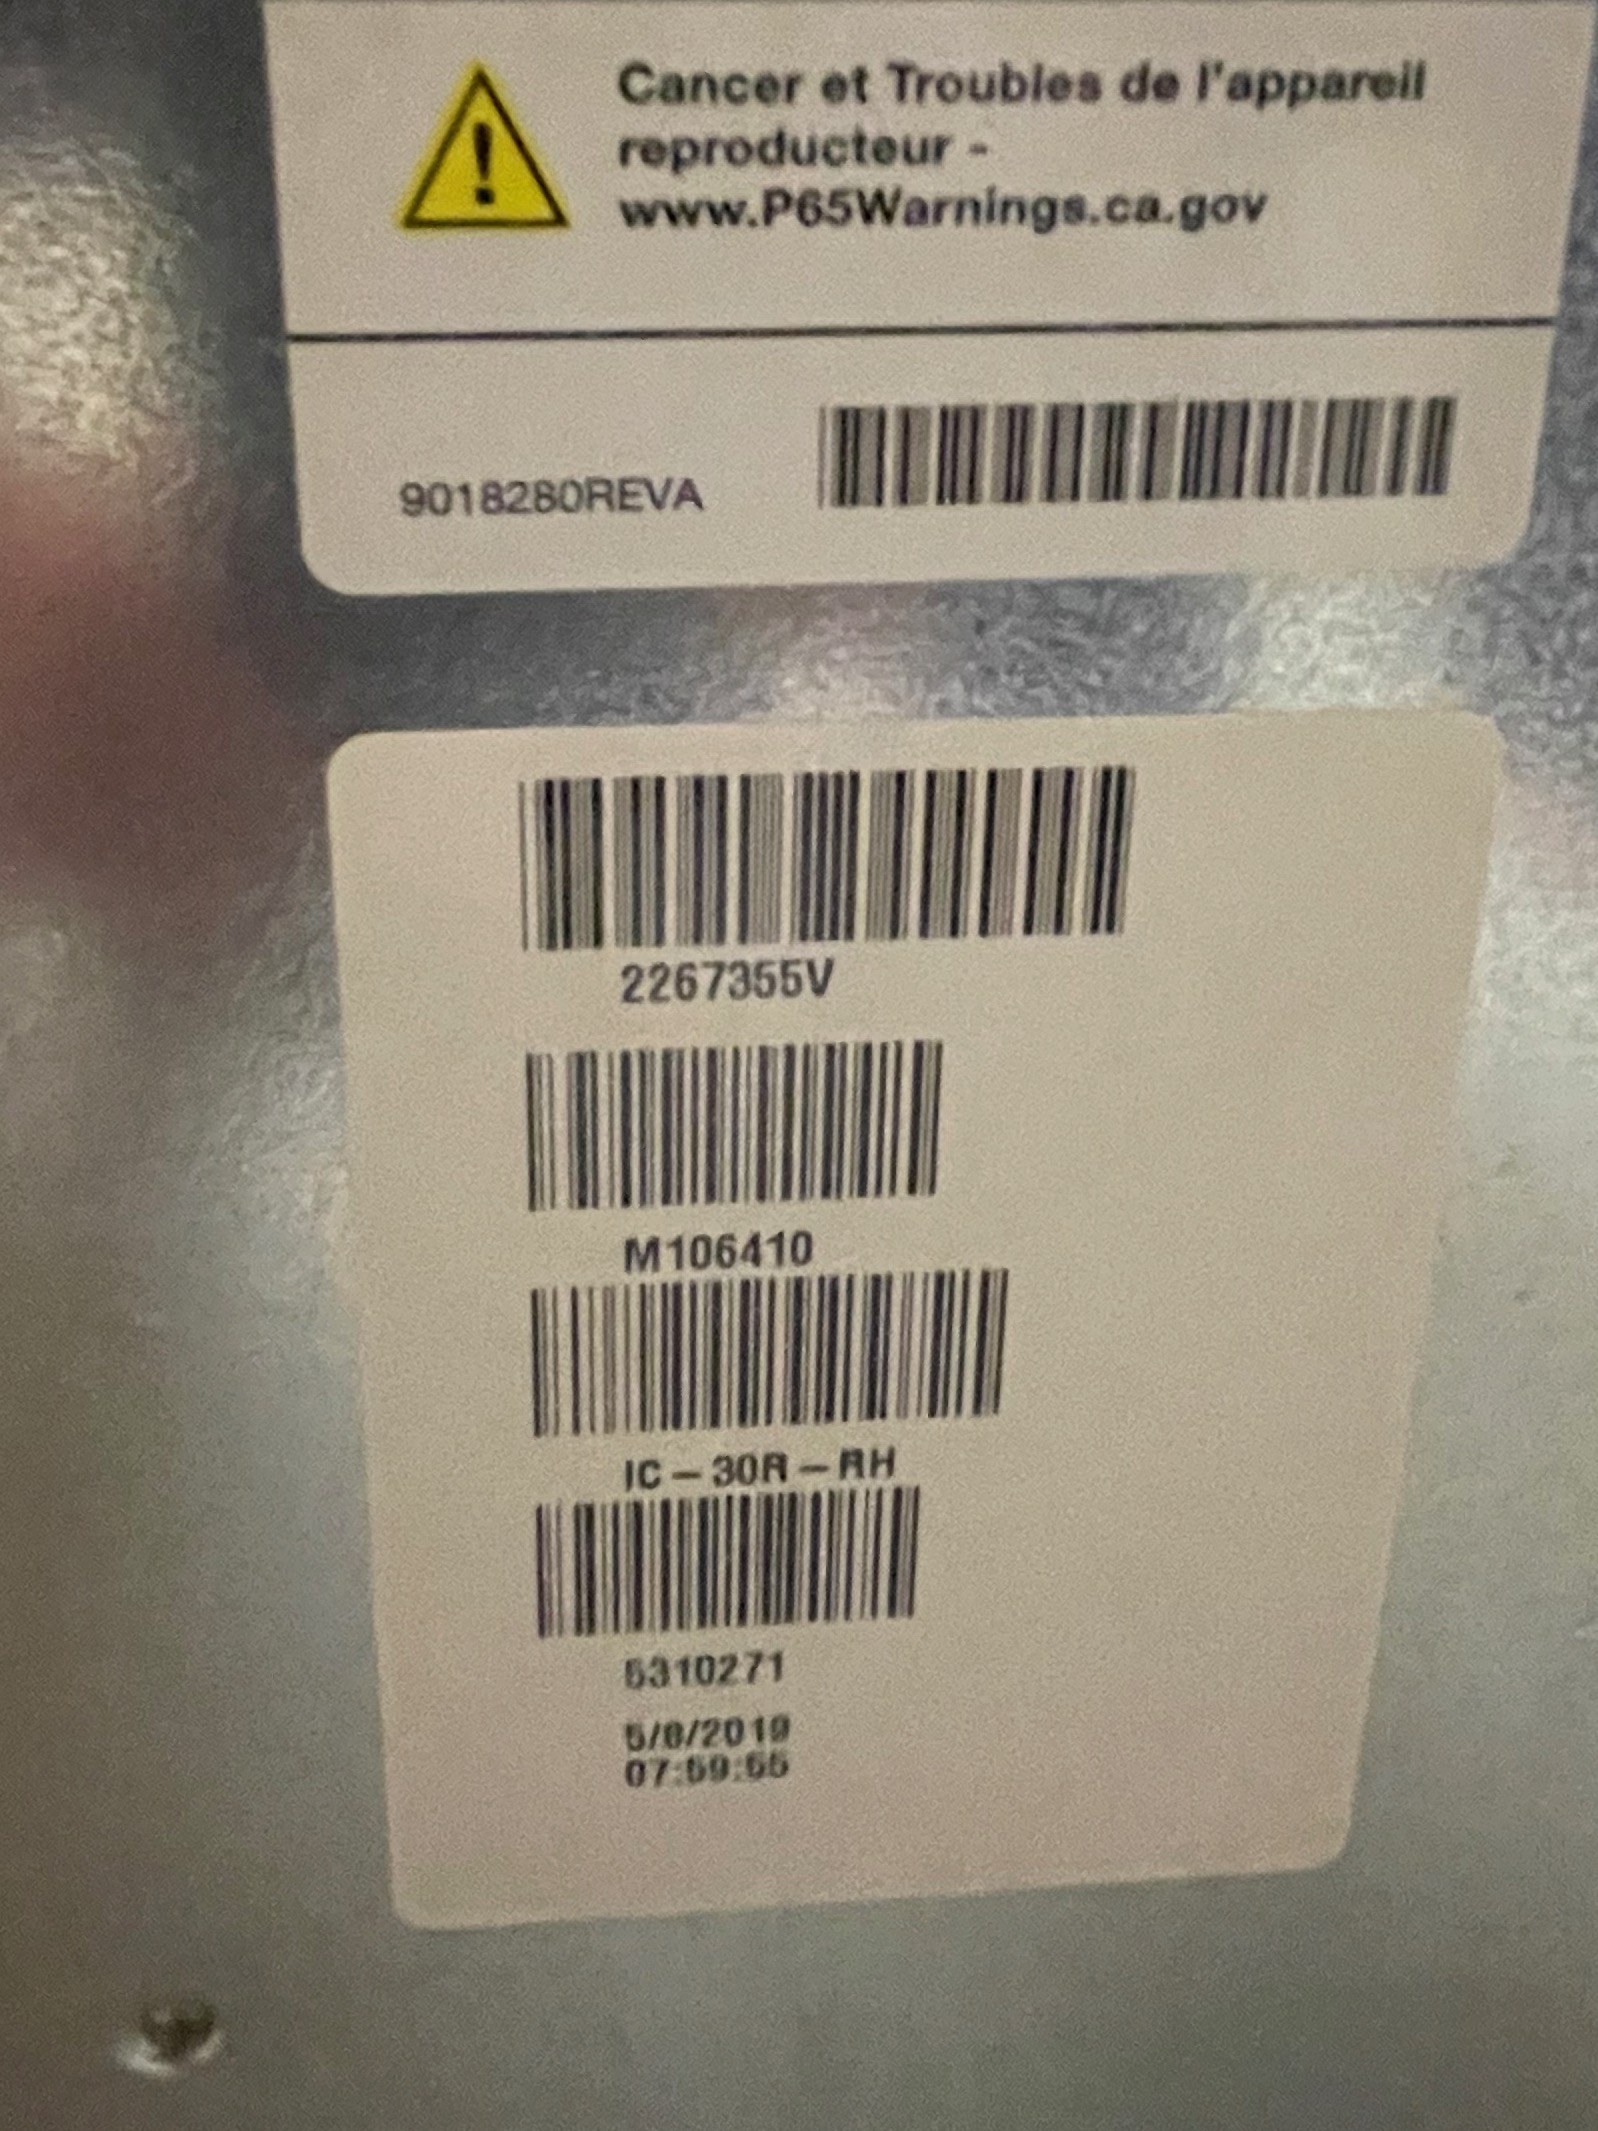 Cancer et Troubles de l'appareil
reproducteur -
www.P65Warnings.ca.gov
9018280REVA
2267355V
M106410
IC-30R-RH
5310271
5/8/2019
07:59:55